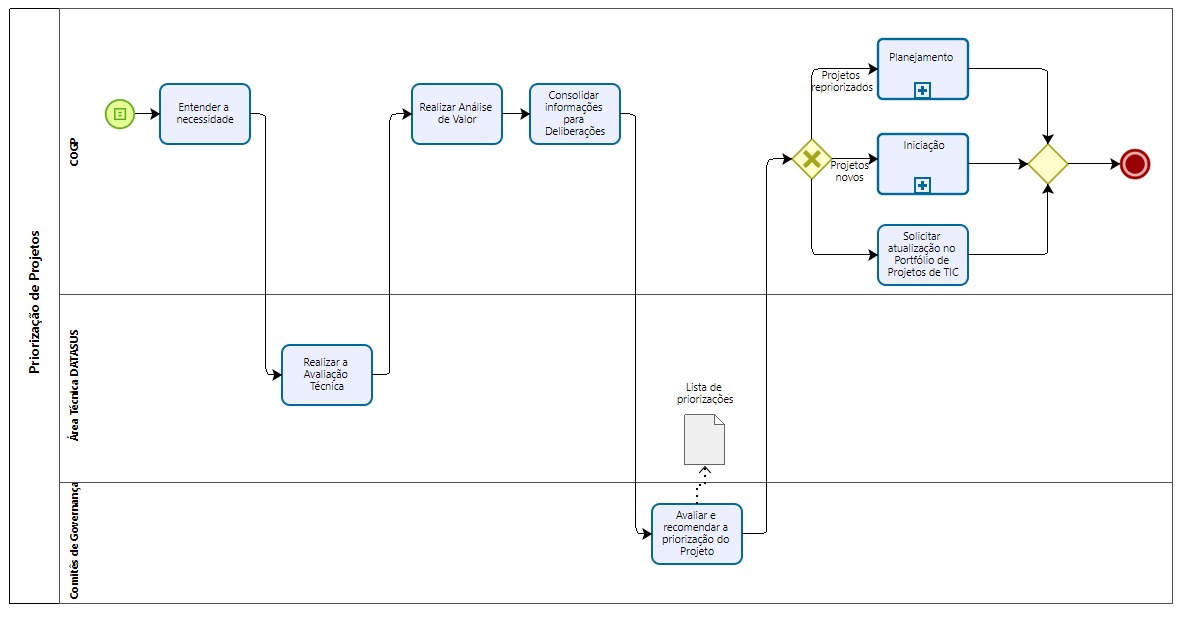 Priorização de Projetos
COGP
Entender a
necessidade
Realizar Análise
de Valor
Consolidar
informações
para
Deliberações
Projetos
repriorizados
Planejamento
Projetos
novos
Iniciação
Solicitar
atualização no
Portfólio de
Projetos de TIC
Área Técnica DATASUS
Realizar a
Avaliação
Técnica
Lista de
priorizações
Comitês de Governança
Avaliar e
recomendar a
priorização do
Projeto